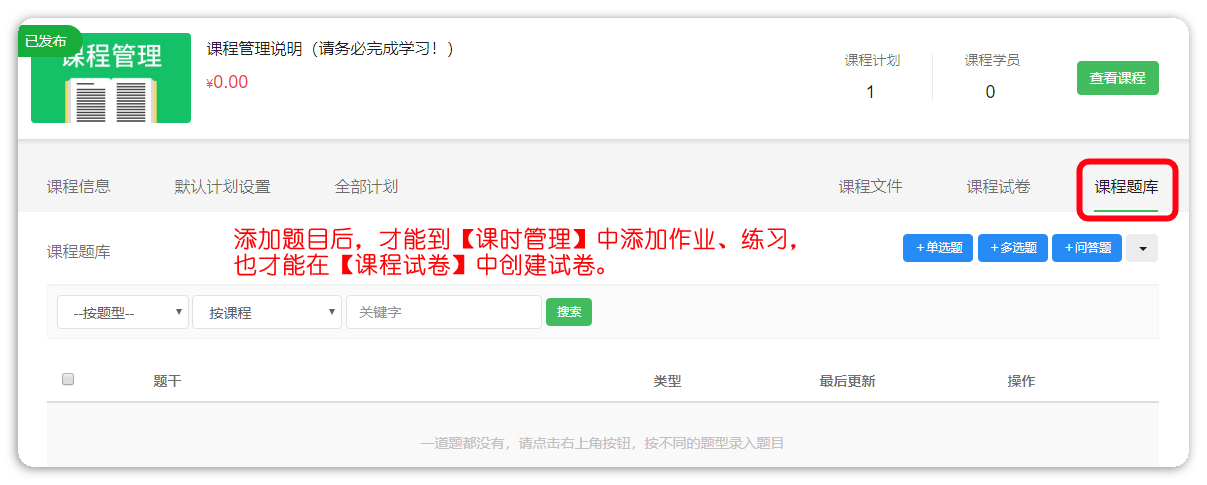 已发布
课程管理
课程管理说明（请务必完成学习！）
¥0.00
课程计划
1
课程学员
0
查看课程
课程信息 默认计划设置 全部计划 课程文件 课程试卷 课程题库
课程题库
添加题目后，才能到【课时管理】中添加作业、练习，
也才能在【课程试卷】中创建试卷。
+单选题 +多选题 +问答题
--按题型-- 按课程 关键字 搜索
题干 类型 最后更新 操作
一道题都没有，请点击右上角按钮，按不同的题型录入题目